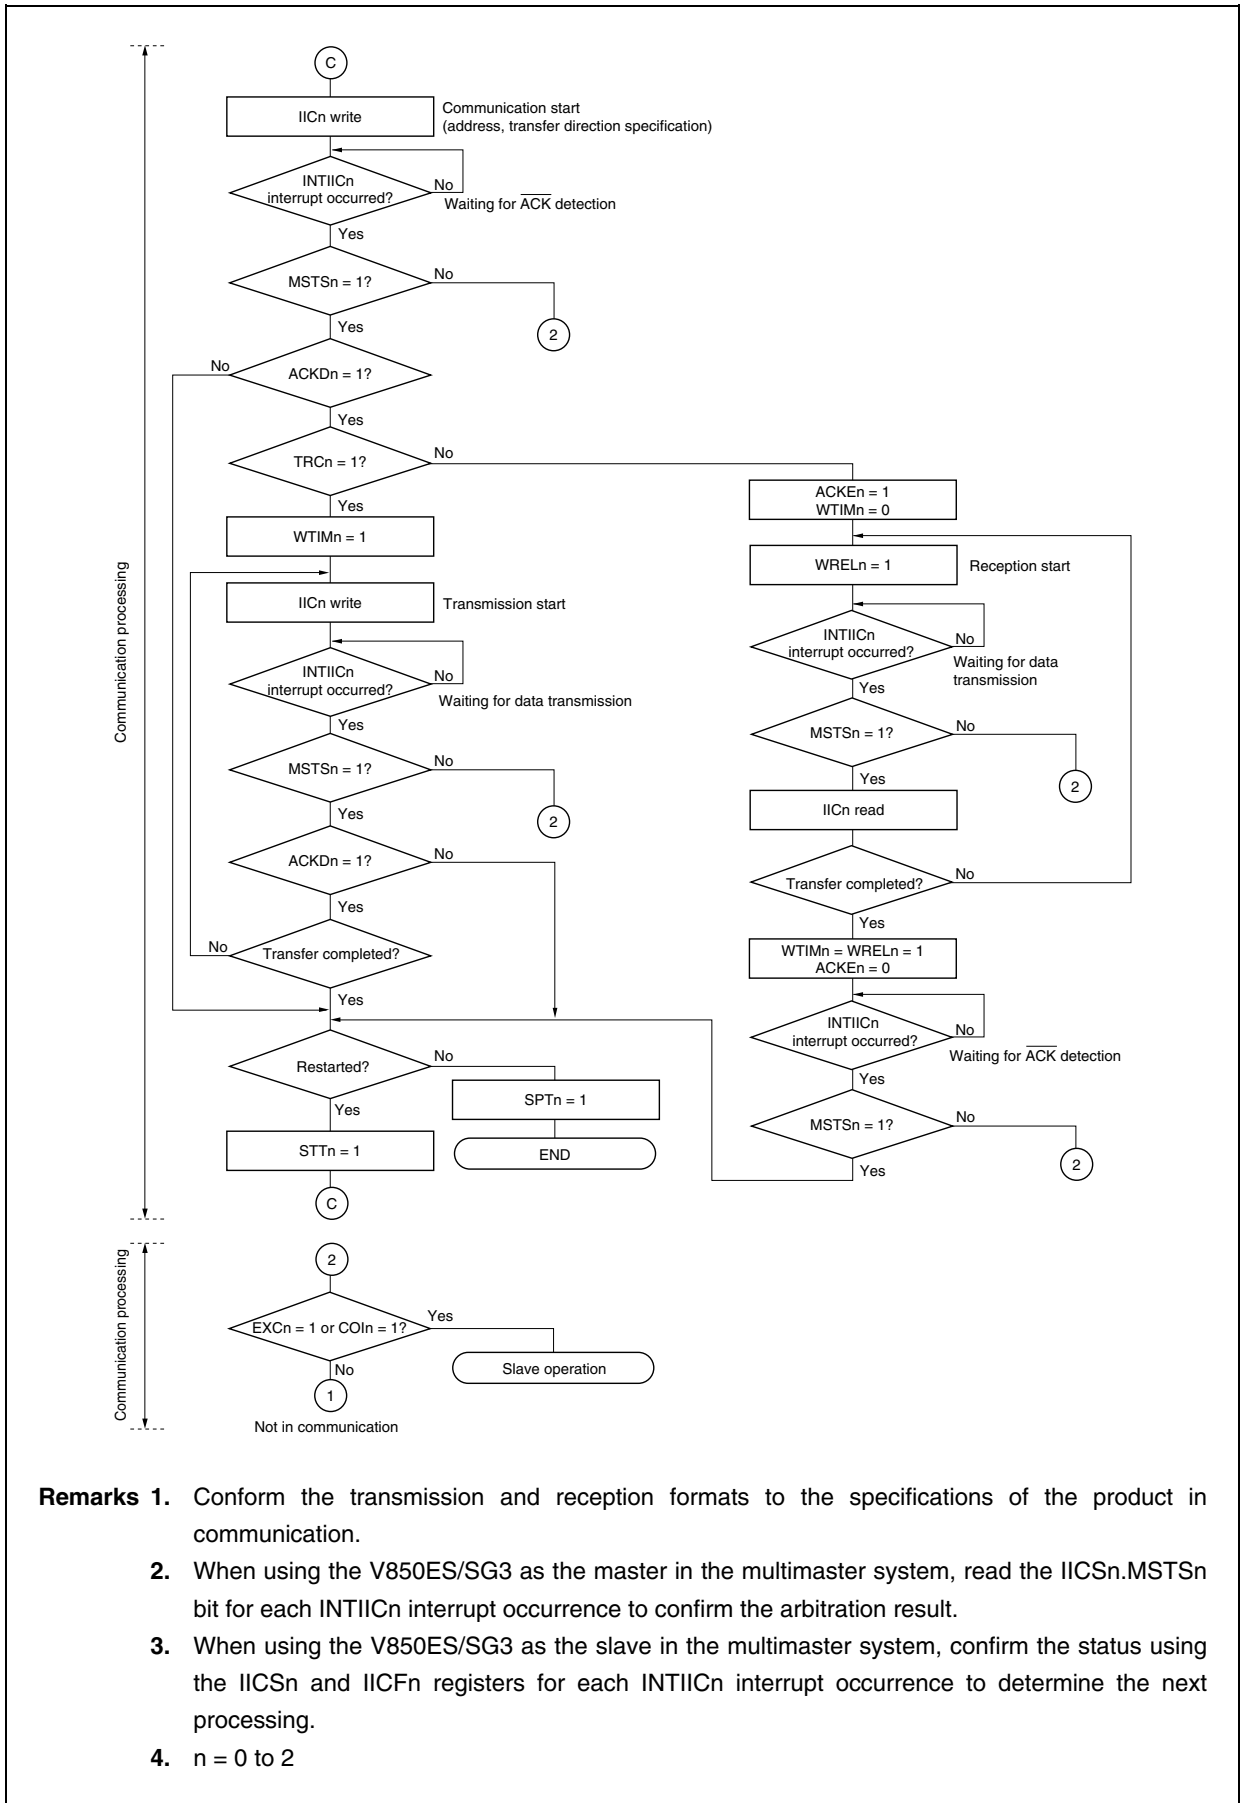 C
IICn write
Communication start
(address, transfer direction specification)
INTIICn
interrupt occurred?
No
Waiting for ACK detection
Yes
MSTSn = 1?
No
2
Yes
ACKDn = 1?
No
Yes
TRCn = 1?
No
Yes
WTIMn = 1
IICn write
Transmission start
INTIICn
interrupt occurred?
No
Waiting for data transmission
Yes
MSTSn = 1?
No
2
Yes
ACKDn = 1?
No
Yes
Transfer completed?
No
Yes
Restarted?
No
SPTn = 1
END
Yes
STTn = 1
C
ACKEn = 1
WTIMn = 0
WRELn = 1
Reception start
INTIICn
interrupt occurred?
No
Waiting for data
transmission
Yes
MSTSn = 1?
No
2
Yes
IICn read
Transfer completed?
No
Yes
WTIMn = WRELn = 1
ACKEn = 0
INTIICn
interrupt occurred?
No
Waiting for ACK detection
Yes
MSTSn = 1?
No
2
Yes
Communication processing
2
EXCn = 1 or COIn = 1?
Yes
Slave operation
No
1
Not in communication
Communication processing
Remarks 1. Conform the transmission and reception formats to the specifications of the product in
communication.
2. When using the V850ES/SG3 as the master in the multimaster system, read the IICSn.MSTSn
bit for each INTIICn interrupt occurrence to confirm the arbitration result.
3. When using the V850ES/SG3 as the slave in the multimaster system, confirm the status using
the IICSn and IICFn registers for each INTIICn interrupt occurrence to determine the next
processing.
4. n = 0 to 2